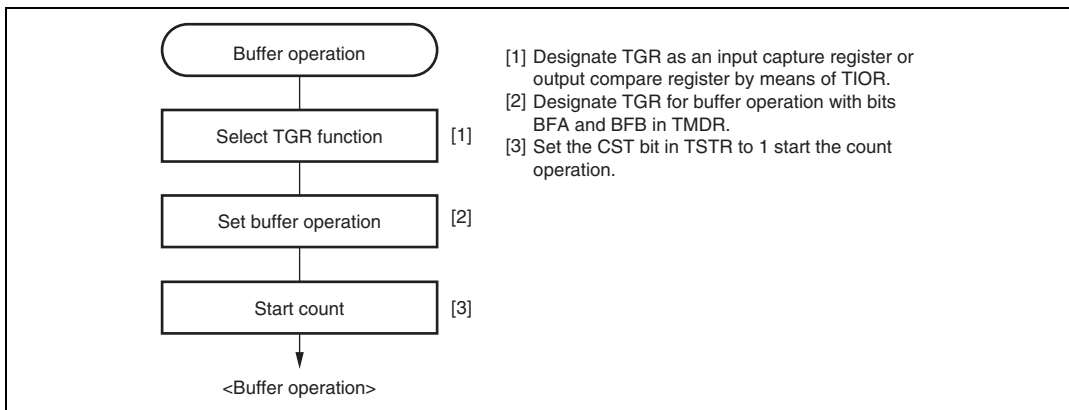 Buffer operation
Select TGR function
[1]
Set buffer operation
[2]
Start count
[3]
<Buffer operation>
[1] Designate TGR as an input capture register or
output compare register by means of TIOR.
[2] Designate TGR for buffer operation with bits
BFA and BFB in TMDR.
[3] Set the CST bit in TSTR to 1 start the count
operation.